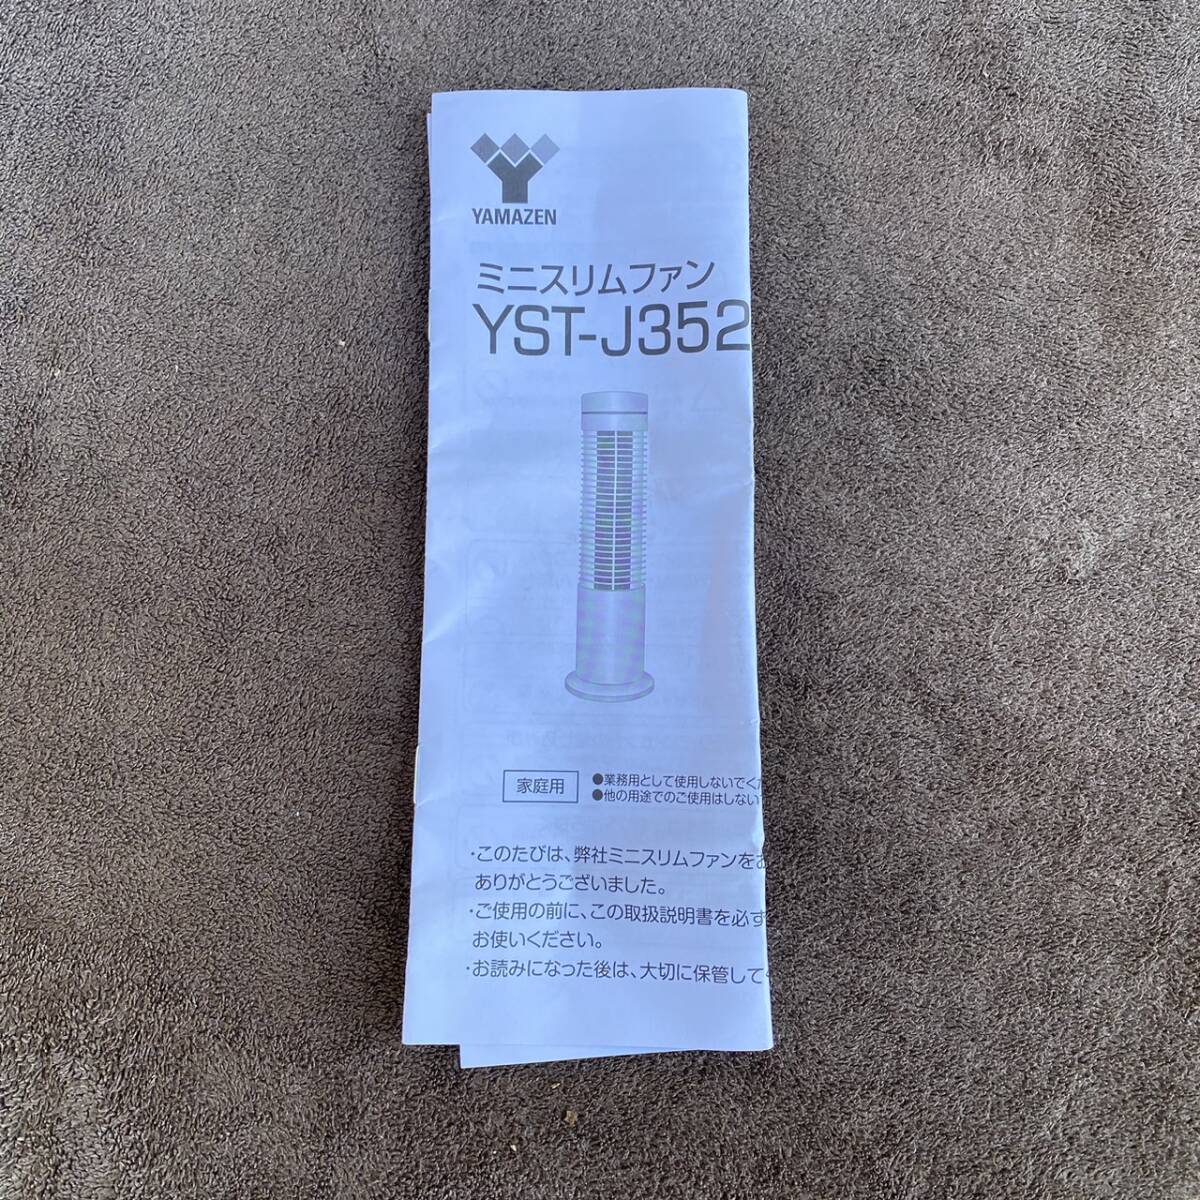 YAMAZEN
ミニスリムファン
YST-J352
家庭用
●業務用として使用しないでくだ
●他の用途でのご使用はしない
・このたびは、弊社ミニスリムファンをお
ありがとうございました。
・ご使用の前に、この取扱説明書を必ず
お使いください。
・お読みになった後は、大切に保管して